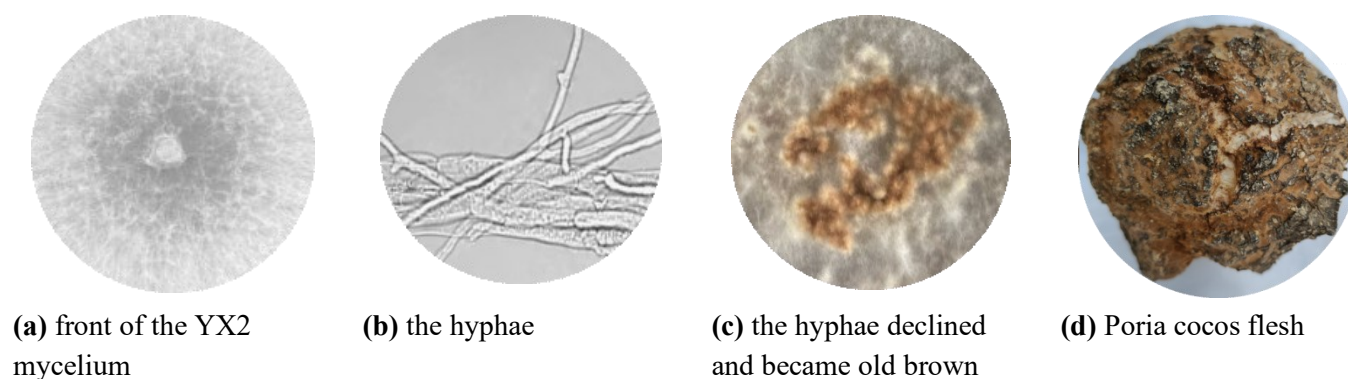 (a) front of the YX2
mycelium
(b) the hyphae
(c) the hyphae declined
and became old brown
(d) Poria cocos flesh